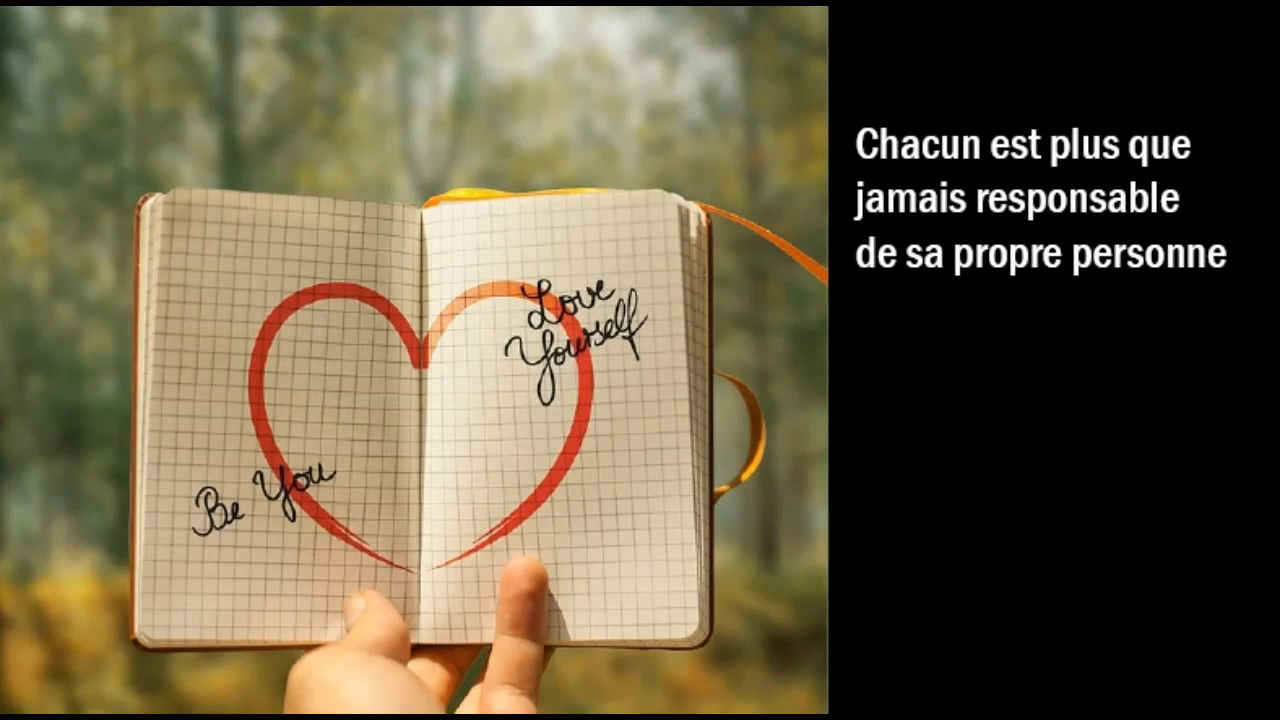 Be You
Love
Yourself
Chacun est plus que
jamais responsable
de sa propre personne